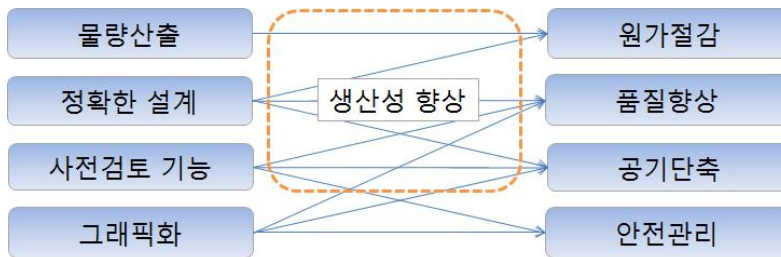 물량산출
원가절감
정확한 설계
생산성 향상
품질향상
사전검토 기능
공기단축
그래픽화
안전관리